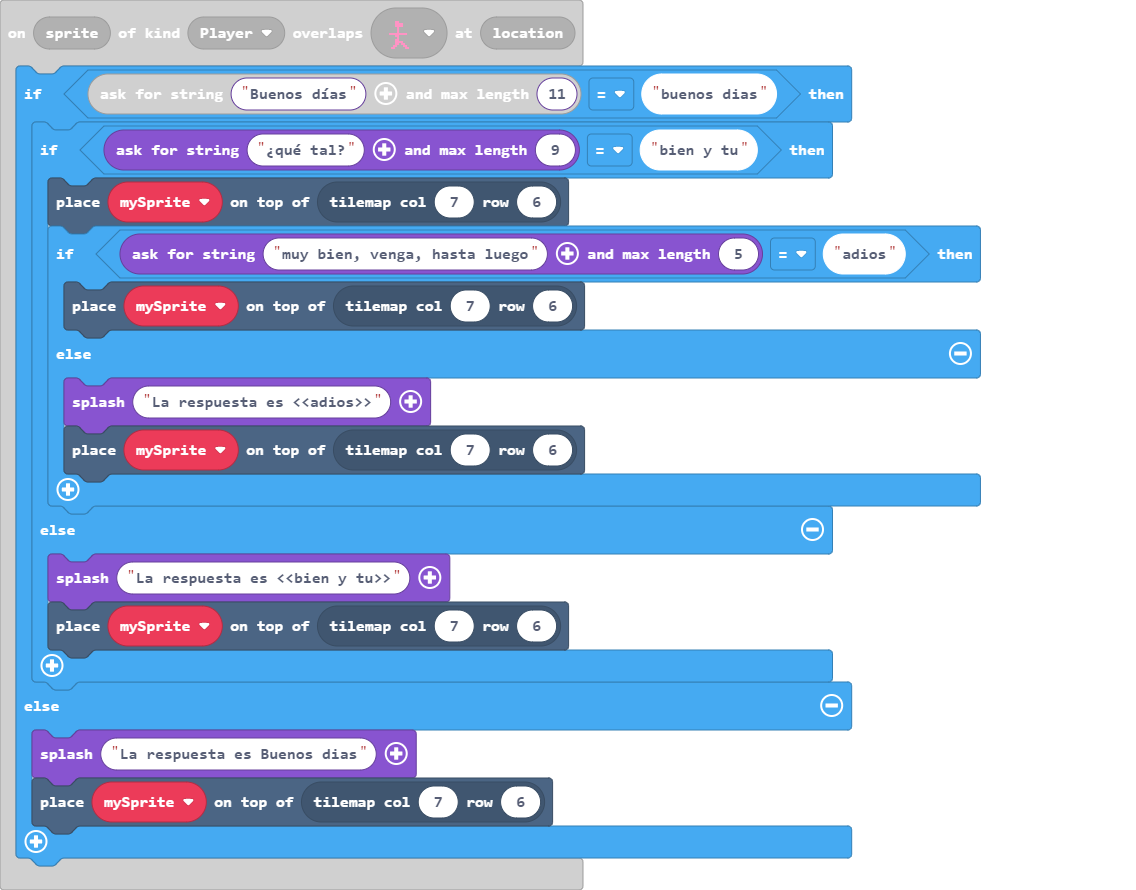 on sprite of kind Player overlaps at location
if ask for string "Buenos días" and max length 11 = "buenos dias" then
if ask for string "¿qué tal?" and max length 9 = "bien y tu" then
place mySprite on top of tilemap col 7 row 6
if ask for string "muy bien, venga, hasta luego" and max length 5 = "adios" then
place mySprite on top of tilemap col 7 row 6
else
splash "La respuesta es <<adios>>"
place mySprite on top of tilemap col 7 row 6
else
splash "La respuesta es <<bien y tu>>"
place mySprite on top of tilemap col 7 row 6
else
splash "La respuesta es Buenos dias"
place mySprite on top of tilemap col 7 row 6